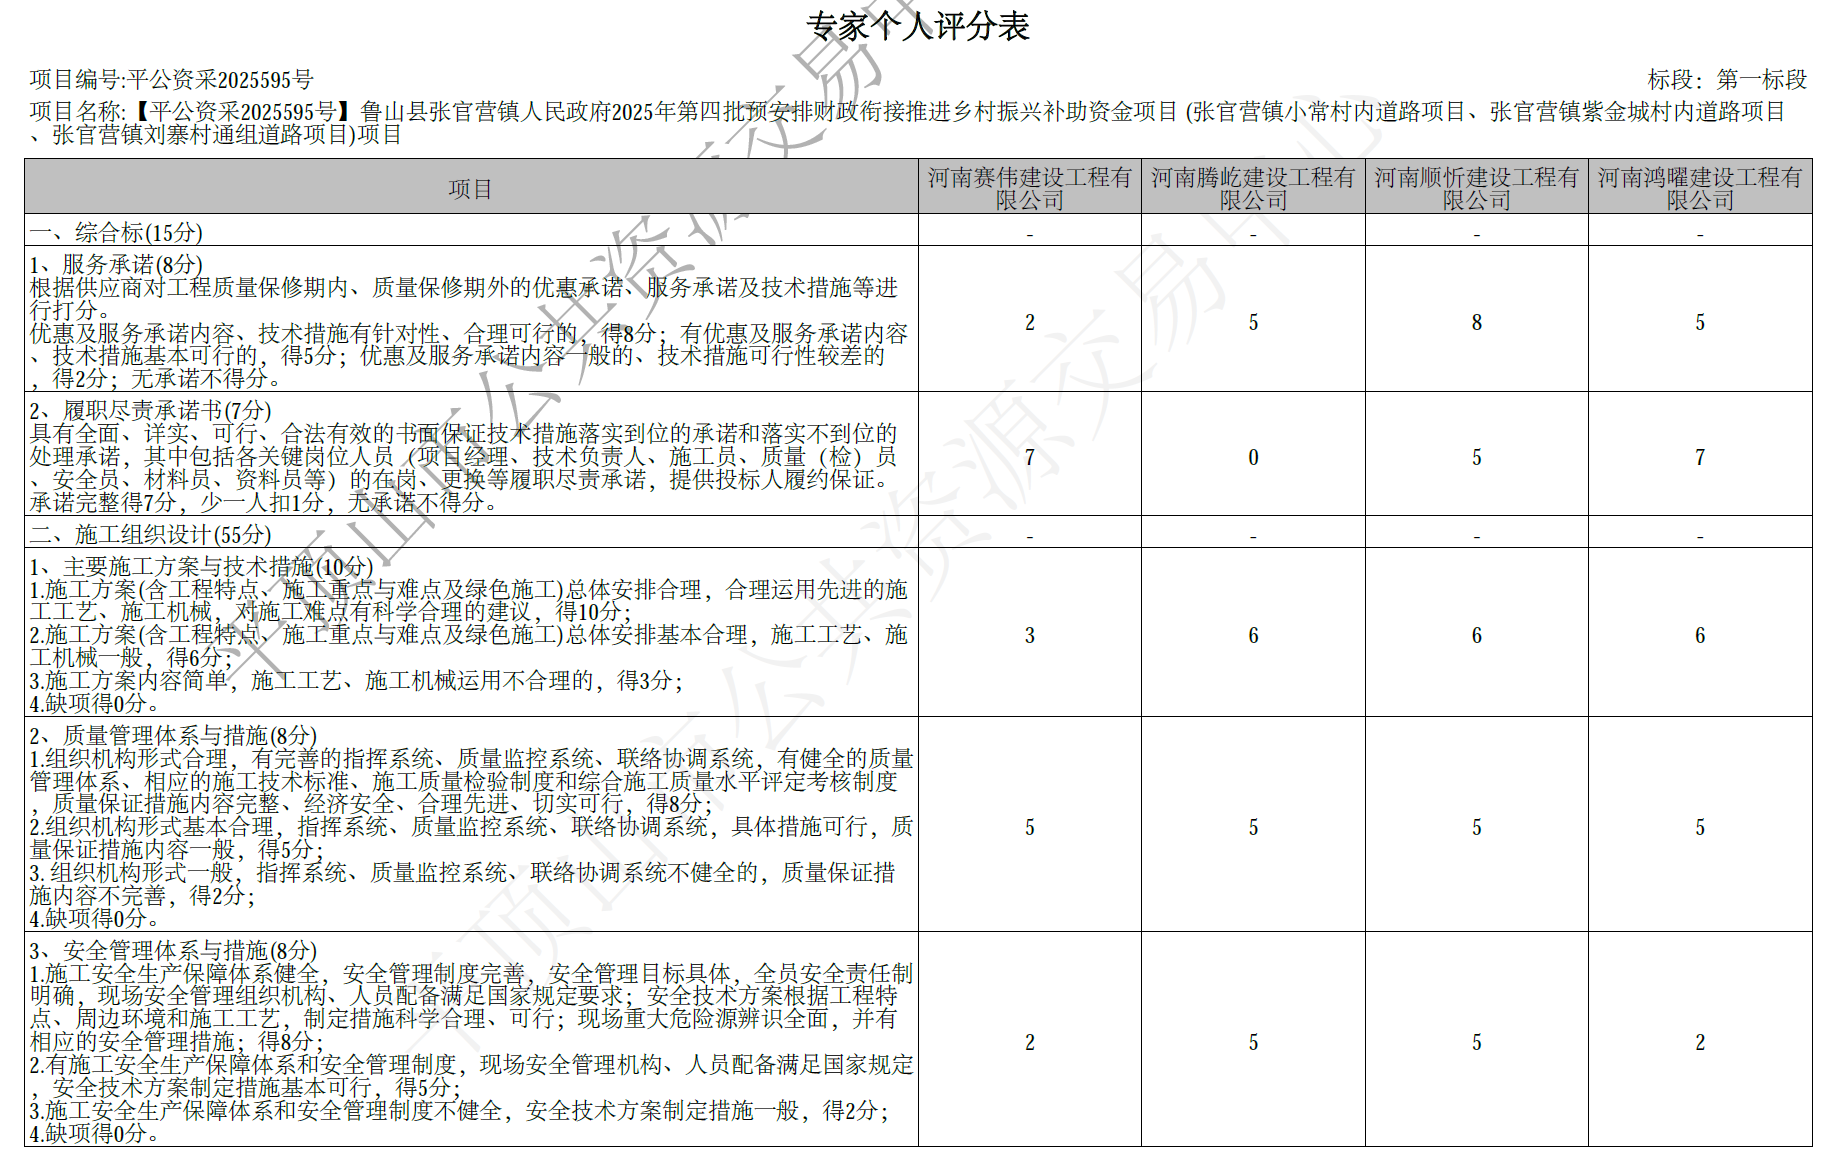 专家个人评分表
项目编号:平公资采2025595号
标段：第一标段
项目名称:【平公资采2025595号】鲁山县张官营镇人民政府2025年第四批预安排财政衔接推进乡村振兴补助资金项目 (张官营镇小常村内道路项目、张官营镇紫金城村内道路项目
、张官营镇刘寨村通组道路项目)项目
项目
河南赛伟建设工程有
限公司
河南腾屹建设工程有
限公司
河南顺忻建设工程有
限公司
河南鸿曜建设工程有
限公司
一、综合标(15分)
-
-
-
-
1、服务承诺(8分)
根据供应商对工程质量保修期内、质量保修期外的优惠承诺、服务承诺及技术措施等进
行打分。
优惠及服务承诺内容、技术措施有针对性、合理可行的，得8分；有优惠及服务承诺内容
、技术措施基本可行的，得5分；优惠及服务承诺内容一般的、技术措施可行性较差的
，得2分；无承诺不得分。
2
5
8
5
2、履职尽责承诺书(7分)
具有全面、详实、可行、合法有效的书面保证技术措施落实到位的承诺和落实不到位的
处理承诺，其中包括各关键岗位人员（项目经理、技术负责人、施工员、质量（检）员
、安全员、材料员、资料员等）的在岗、更换等履职尽责承诺，提供投标人履约保证。
承诺完整得7分，少一人扣1分，无承诺不得分。
7
0
5
7
二、施工组织设计(55分)
-
-
-
-
1、主要施工方案与技术措施(10分)
1.施工方案(含工程特点、施工重点与难点及绿色施工)总体安排合理，合理运用先进的施
工工艺、施工机械，对施工难点有科学合理的建议，得10分；
2.施工方案(含工程特点、施工重点与难点及绿色施工)总体安排基本合理，施工工艺、施
工机械一般，得6分；
3.施工方案内容简单，施工工艺、施工机械运用不合理的，得3分；
4.缺项得0分。
3
6
6
6
2、质量管理体系与措施(8分)
1.组织机构形式合理，有完善的指挥系统、质量监控系统、联络协调系统，有健全的质量
管理体系、相应的施工技术标准、施工质量检验制度和综合施工质量水平评定考核制度
，质量保证措施内容完整、经济安全、合理先进、切实可行，得8分；
2.组织机构形式基本合理，指挥系统、质量监控系统、联络协调系统，具体措施可行，质
量保证措施内容一般，得5分；
3. 组织机构形式一般，指挥系统、质量监控系统、联络协调系统不健全的，质量保证措
施内容不完善，得2分；
4.缺项得0分。
5
5
5
5
3、安全管理体系与措施(8分)
1.施工安全生产保障体系健全，安全管理制度完善，安全管理目标具体，全员安全责任制
明确，现场安全管理组织机构、人员配备满足国家规定要求；安全技术方案根据工程特
点、周边环境和施工工艺，制定措施科学合理、可行；现场重大危险源辨识全面，并有
相应的安全管理措施；得8分；
2.有施工安全生产保障体系和安全管理制度，现场安全管理机构、人员配备满足国家规定
，安全技术方案制定措施基本可行，得5分；
3.施工安全生产保障体系和安全管理制度不健全，安全技术方案制定措施一般，得2分；
4.缺项得0分。
2
5
5
2
平顶山市公共资源交易中
平顶山市公共资源交易中心